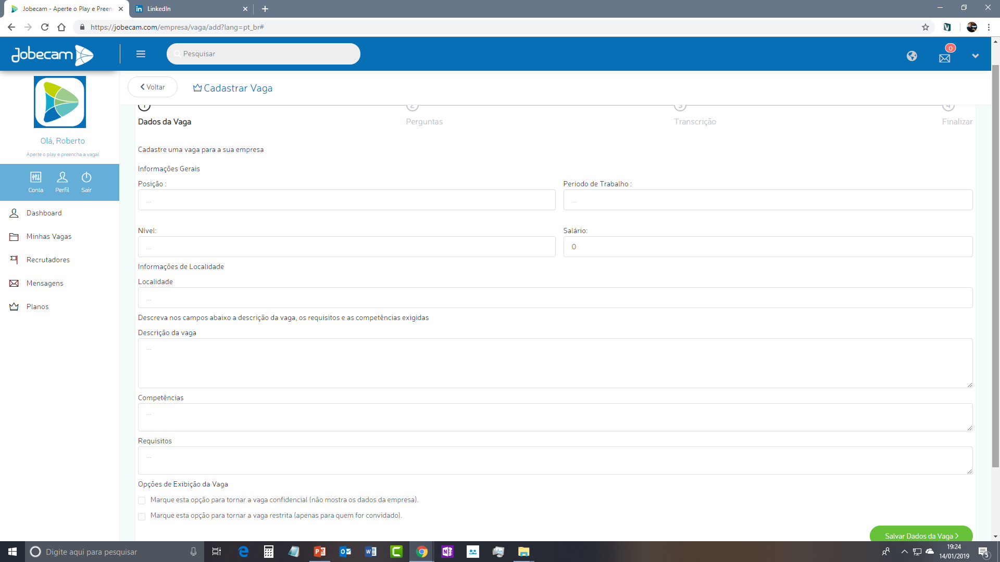 Jobecam - Aperte o Play e Preen
LinkedIn
https://jobecam.com/empresa/vaga/add?lang=pt_br#
Jobecam
Pesquisar
0
Voltar
Cadastrar Vaga
1
2
3
4
Dados da Vaga
Perguntas
Transcrição
Finalizar
Olá, Roberto
Aperte o play e preencha a vaga!
Conta
Perfil
Sair
Dashboard
Minhas Vagas
Recrutadores
Mensagens
Planos
Cadastre uma vaga para a sua empresa
Informações Gerais
Posição :
Periodo de Trabalho :
...
...
Nível:
Salário:
...
0
Informações de Localidade
Localidade
...
Descreva nos campos abaixo a descrição da vaga, os requisitos e as competências exigidas
Descrição da vaga
...
Competências
...
Requisitos
...
Opções de Exibição da Vaga
Marque esta opção para tornar a vaga confidencial (não mostra os dados da empresa).
Marque esta opção para tornar a vaga restrita (apenas para quem for convidado).
Salvar Dados da Vaga
Digite aqui para pesquisar
19:24
14/01/2019
5